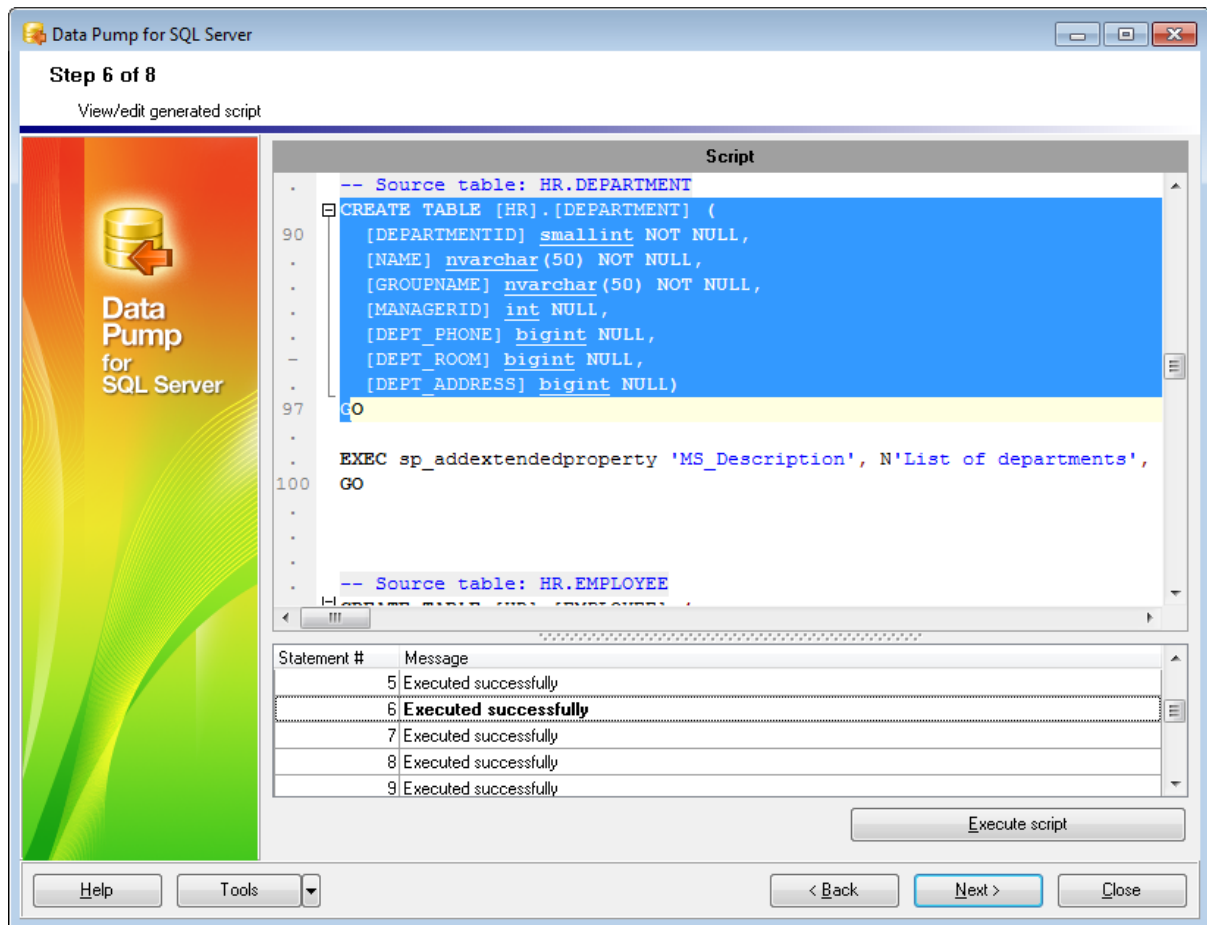 Data Pump for SQL Server
Step 6 of 8
View/edit generated script
Data
Pump
for
SQL Server
Script
-- Source table: HR.DEPARTMENT
CREATE TABLE [HR].[DEPARTMENT] (
90 [DEPARTMENTID] smallint NOT NULL,
[NAME] nvarchar(50) NOT NULL,
[GROUPNAME] nvarchar(50) NOT NULL,
[MANAGERID] int NULL,
[DEPT_PHONE] bigint NULL,
[DEPT_ROOM] bigint NULL,
[DEPT_ADDRESS] bigint NULL)
97 GO
EXEC sp_addextendedproperty 'MS_Description', N'List of departments',
100 GO
-- Source table: HR.EMPLOYEE
CREATE TABLE [HR].[EMPLOYEE] (
Statement # Message
5 Executed successfully
6 Executed successfully
7 Executed successfully
8 Executed successfully
9 Executed successfully
Execute script
Help Tools < Back Next > Close